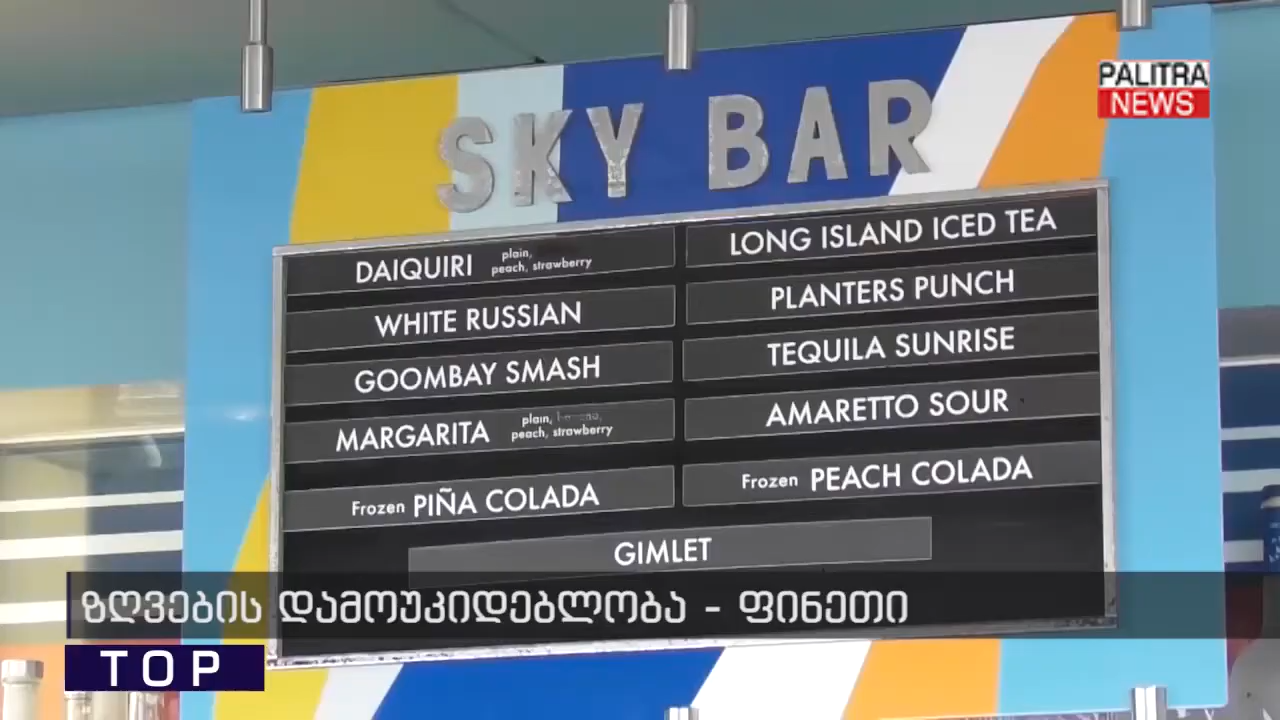 PALITRA
NEWS
SKY BAR
DAIQUIRI plain,
peach, strawberry
LONG ISLAND ICED TEA
WHITE RUSSIAN
PLANTERS PUNCH
GOOMBAY SMASH
TEQUILA SUNRISE
MARGARITA plain,
peach, strawberry
AMARETTO SOUR
Frozen PIÑA COLADA
Frozen PEACH COLADA
GIMLET
ზღვების დამოუკიდებლობა - ფინეთი
TOP